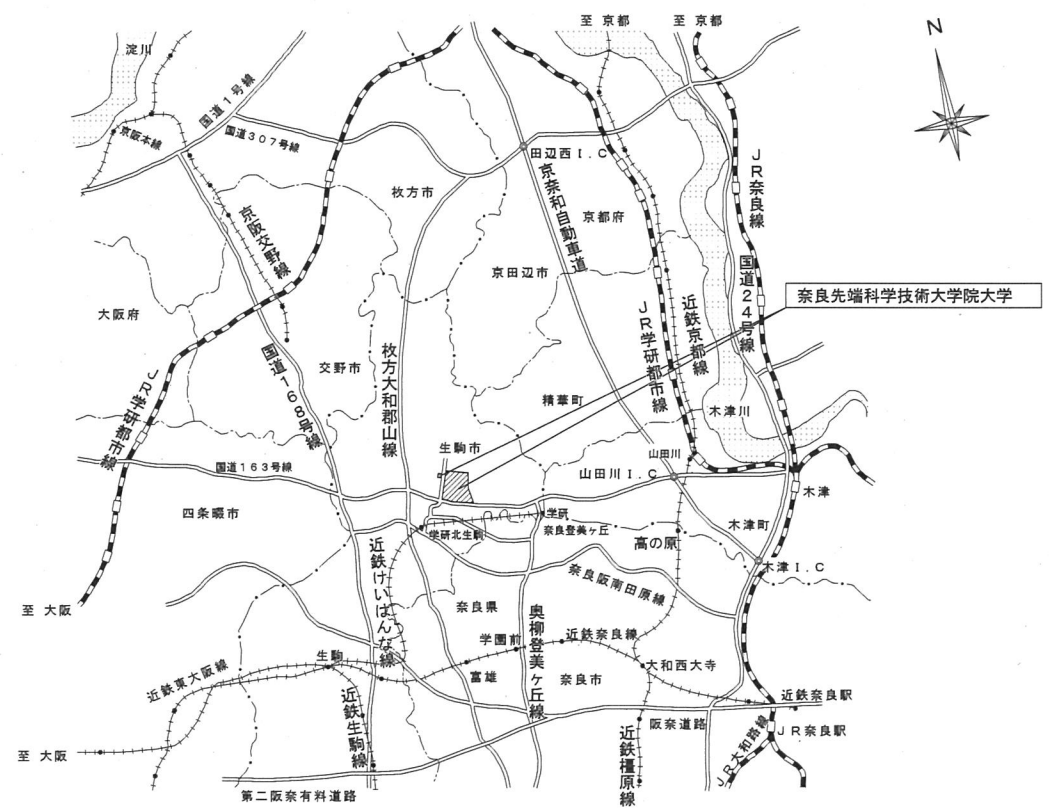 至 京都
至 京都
N
淀川
国道1号線
京阪本線
国道307号線
田辺西I.C
JR奈良線
枚方市
京奈和自動車道
京都府
京阪交野線
京田辺市
国道24号線
奈良先端科学技術大学院大学
大阪府
近鉄京都線
JR学研都市線
国道168号線
枚方大和郡山線
交野市
JR学研都市線
精華町
木津川
生駒市
山田川
国道163号線
山田川I.C
木津
四条畷市
学研
木津町
学研北生駒
奈良登美ヶ丘
高の原
近鉄けいはんな線
木津I.C
奈良阪南田原線
至 大阪
奈良県
奥柳登美ヶ丘線
学園前
近鉄奈良線
生駒
大和西大寺
近鉄東大阪線
富雄
奈良市
近鉄生駒線
近鉄奈良駅
阪奈道路
近鉄橿原線
JR大和路線
JR奈良駅
至 大阪
第二阪奈有料道路